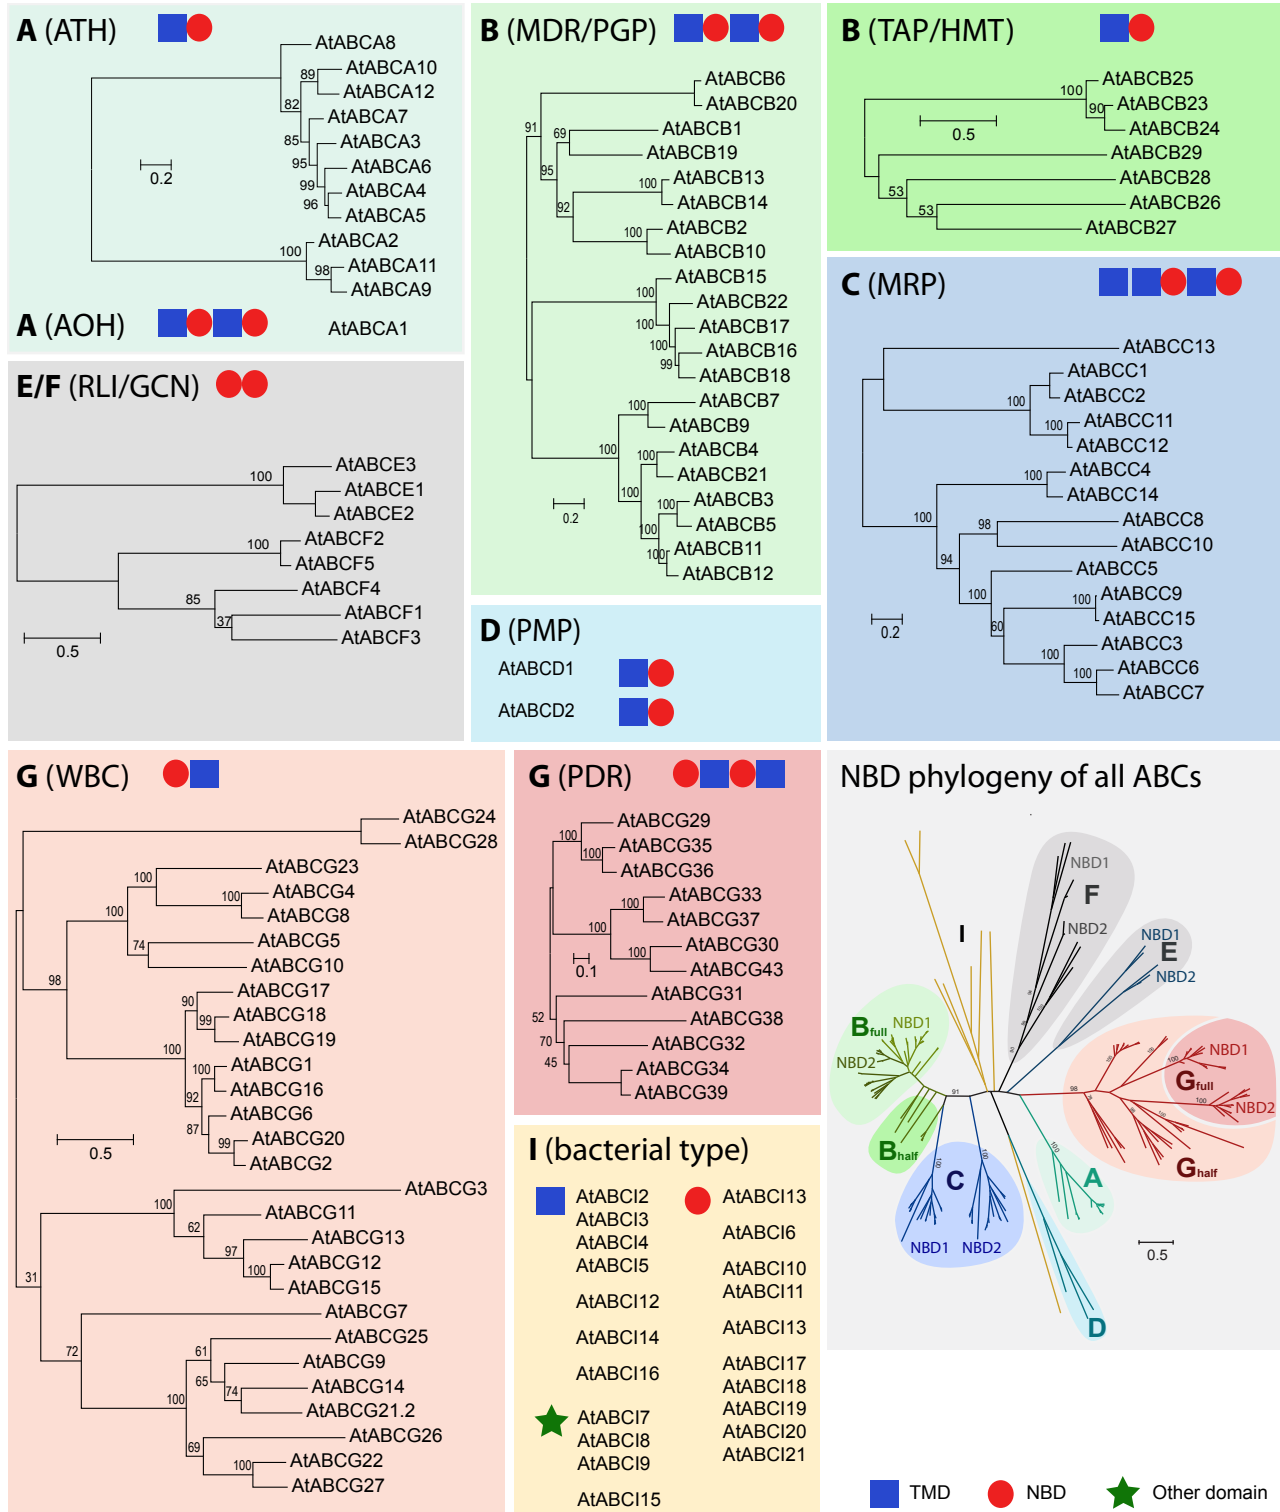 A (ATH)
AtABCA8
AtABCA10
89
AtABCA12
82
AtABCA7
85
AtABCA3
95
AtABCA6
0.2
99
AtABCA4
96
AtABCA5
AtABCA2
100
AtABCA11
98
AtABCA9
A (AOH)
AtABCA1
E/F (RLI/GCN)
AtABCE3
100
AtABCE1
AtABCE2
AtABCF2
100
AtABCF5
AtABCF4
85
AtABCF1
37
AtABCF3
0.5
B (MDR/PGP)
AtABCB6
AtABCB20
91
AtABCB1
69
AtABCB19
95
AtABCB13
100
AtABCB14
92
AtABCB2
100
AtABCB10
AtABCB15
100
AtABCB22
100
AtABCB17
100
AtABCB16
99
AtABCB18
AtABCB7
100
AtABCB9
100
AtABCB4
100
AtABCB21
100
AtABCB3
100
AtABCB5
100
AtABCB11
100
AtABCB12
0.2
D (PMP)
AtABCD1
AtABCD2
B (TAP/HMT)
AtABCB25
100
AtABCB23
90
AtABCB24
0.5
AtABCB29
AtABCB28
53
AtABCB26
53
AtABCB27
C (MRP)
AtABCC13
AtABCC1
100
AtABCC2
AtABCC11
100
AtABCC12
AtABCC4
100
AtABCC14
100
AtABCC8
98
AtABCC10
94
AtABCC5
100
AtABCC9
100
AtABCC15
60
AtABCC3
100
AtABCC6
100
AtABCC7
0.2
G (WBC)
AtABCG24
AtABCG28
AtABCG23
100
AtABCG4
100
AtABCG8
100
AtABCG5
74
AtABCG10
98
AtABCG17
90
AtABCG18
99
AtABCG19
100
AtABCG1
100
AtABCG16
92
AtABCG6
87
AtABCG20
99
AtABCG2
0.5
AtABCG3
100
AtABCG11
62
AtABCG13
97
AtABCG12
100
AtABCG15
31
AtABCG7
72
AtABCG25
61
AtABCG9
65
AtABCG14
74
AtABCG21.2
100
AtABCG26
69
AtABCG22
100
AtABCG27
G (PDR)
AtABCG29
100
AtABCG35
100
AtABCG36
AtABCG33
100
AtABCG37
100
AtABCG30
100
AtABCG43
0.1
AtABCG31
52
AtABCG38
70
AtABCG32
45
AtABCG34
AtABCG39
I (bacterial type)
AtABCI2
AtABCI3
AtABCI4
AtABCI5
AtABCI12
AtABCI14
AtABCI16
AtABCI7
AtABCI8
AtABCI9
AtABCI15
AtABCI13
AtABCI6
AtABCI10
AtABCI11
AtABCI13
AtABCI17
AtABCI18
AtABCI19
AtABCI20
AtABCI21
NBD phylogeny of all ABCs
NBD1
F
NBD2
I
NBD1
E
NBD2
Bfull
NBD1
NBD2
Bhalf
91
98
100
NBD1
Gfull
100
NBD2
100
Ghalf
100
A
100
C
100
NBD1
NBD2
0.5
D
TMD
NBD
Other domain